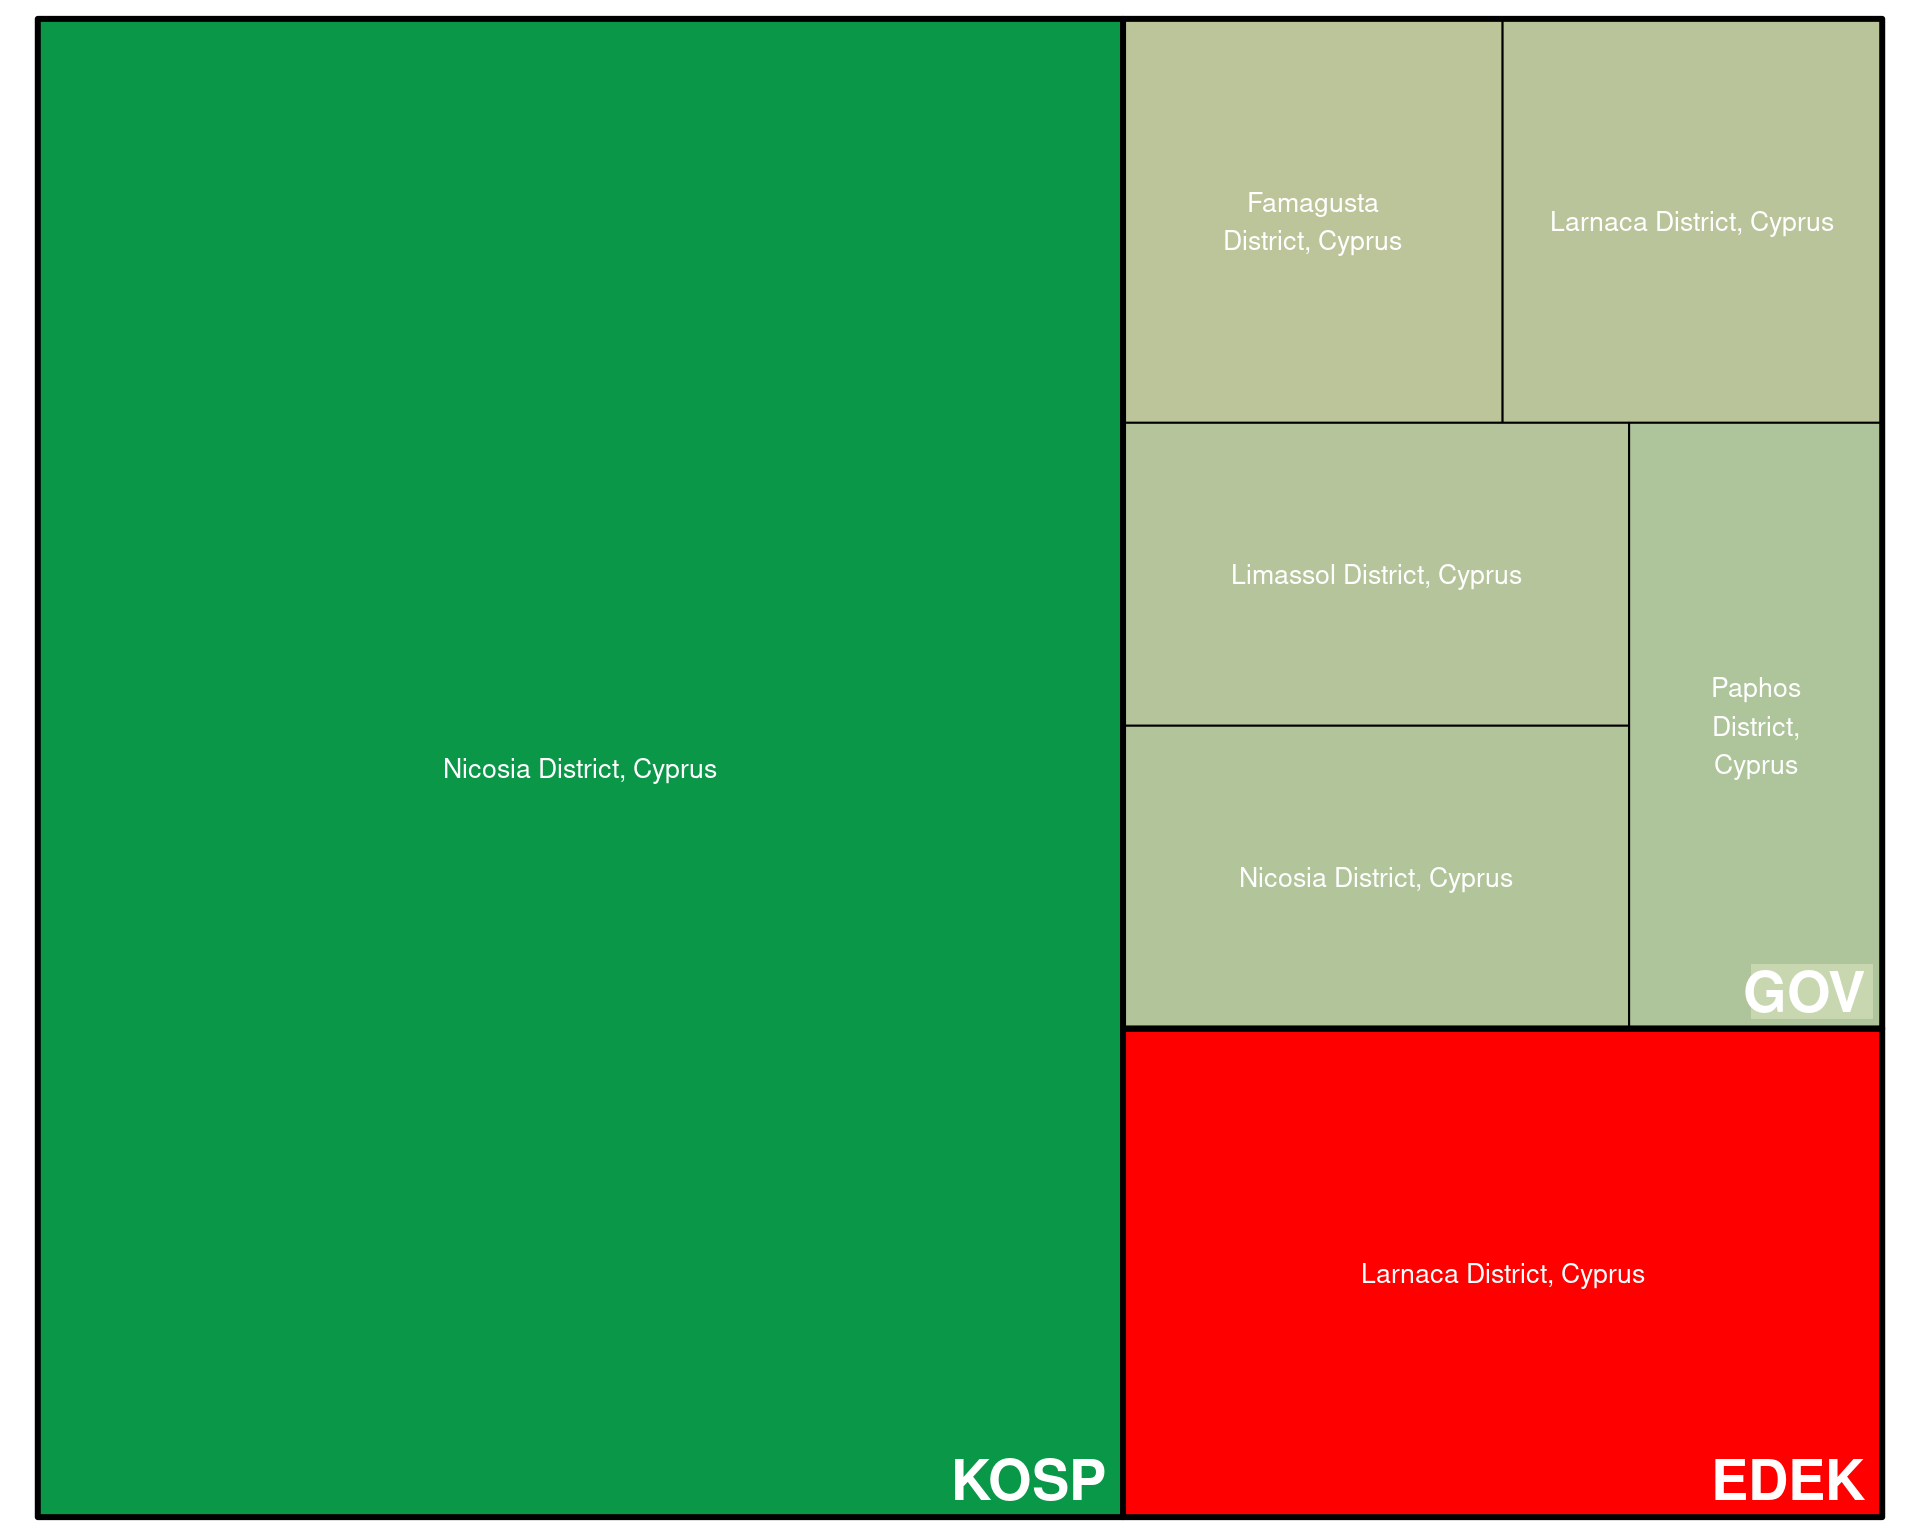 Nicosia District, Cyprus
KOSP
Famagusta
District, Cyprus
Larnaca District, Cyprus
Limassol District, Cyprus
Nicosia District, Cyprus
Paphos
District,
Cyprus
GOV
Larnaca District, Cyprus
EDEK